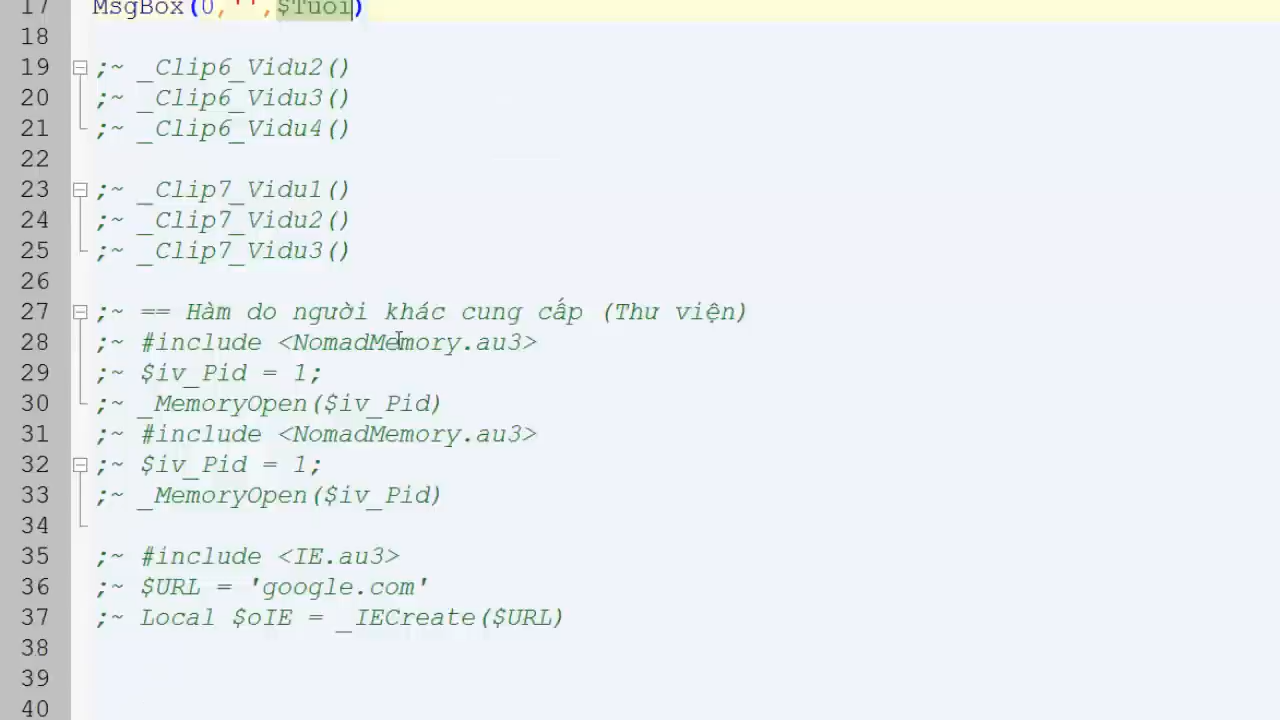 17 MsgBox(0,'',$Tuoi)
18
19 ;~ _Clip6_Vidu2()
20 ;~ _Clip6_Vidu3()
21 ;~ _Clip6_Vidu4()
22
23 ;~ _Clip7_Vidu1()
24 ;~ _Clip7_Vidu2()
25 ;~ _Clip7_Vidu3()
26
27 ;~ == Hàm do người khác cung cấp (Thư viện)
28 ;~ #include <NomadMemory.au3>
29 ;~ $iv_Pid = 1;
30 ;~ _MemoryOpen($iv_Pid)
31 ;~ #include <NomadMemory.au3>
32 ;~ $iv_Pid = 1;
33 ;~ _MemoryOpen($iv_Pid)
34
35 ;~ #include <IE.au3>
36 ;~ $URL = 'google.com'
37 ;~ Local $oIE = _IECreate($URL)
38
39
40